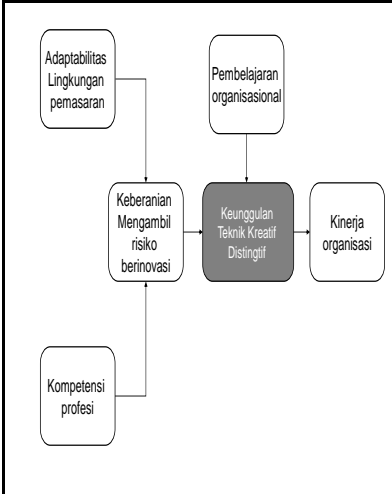 Adaptabilitas
Lingkungan
pemasaran
Pembelajaran
organisasional
Keberanian
Mengambil
risiko
berinovasi
Keunggulan
Teknik Kreatif
Distingtif
Kinerja
organisasi
Kompetensi
profesi